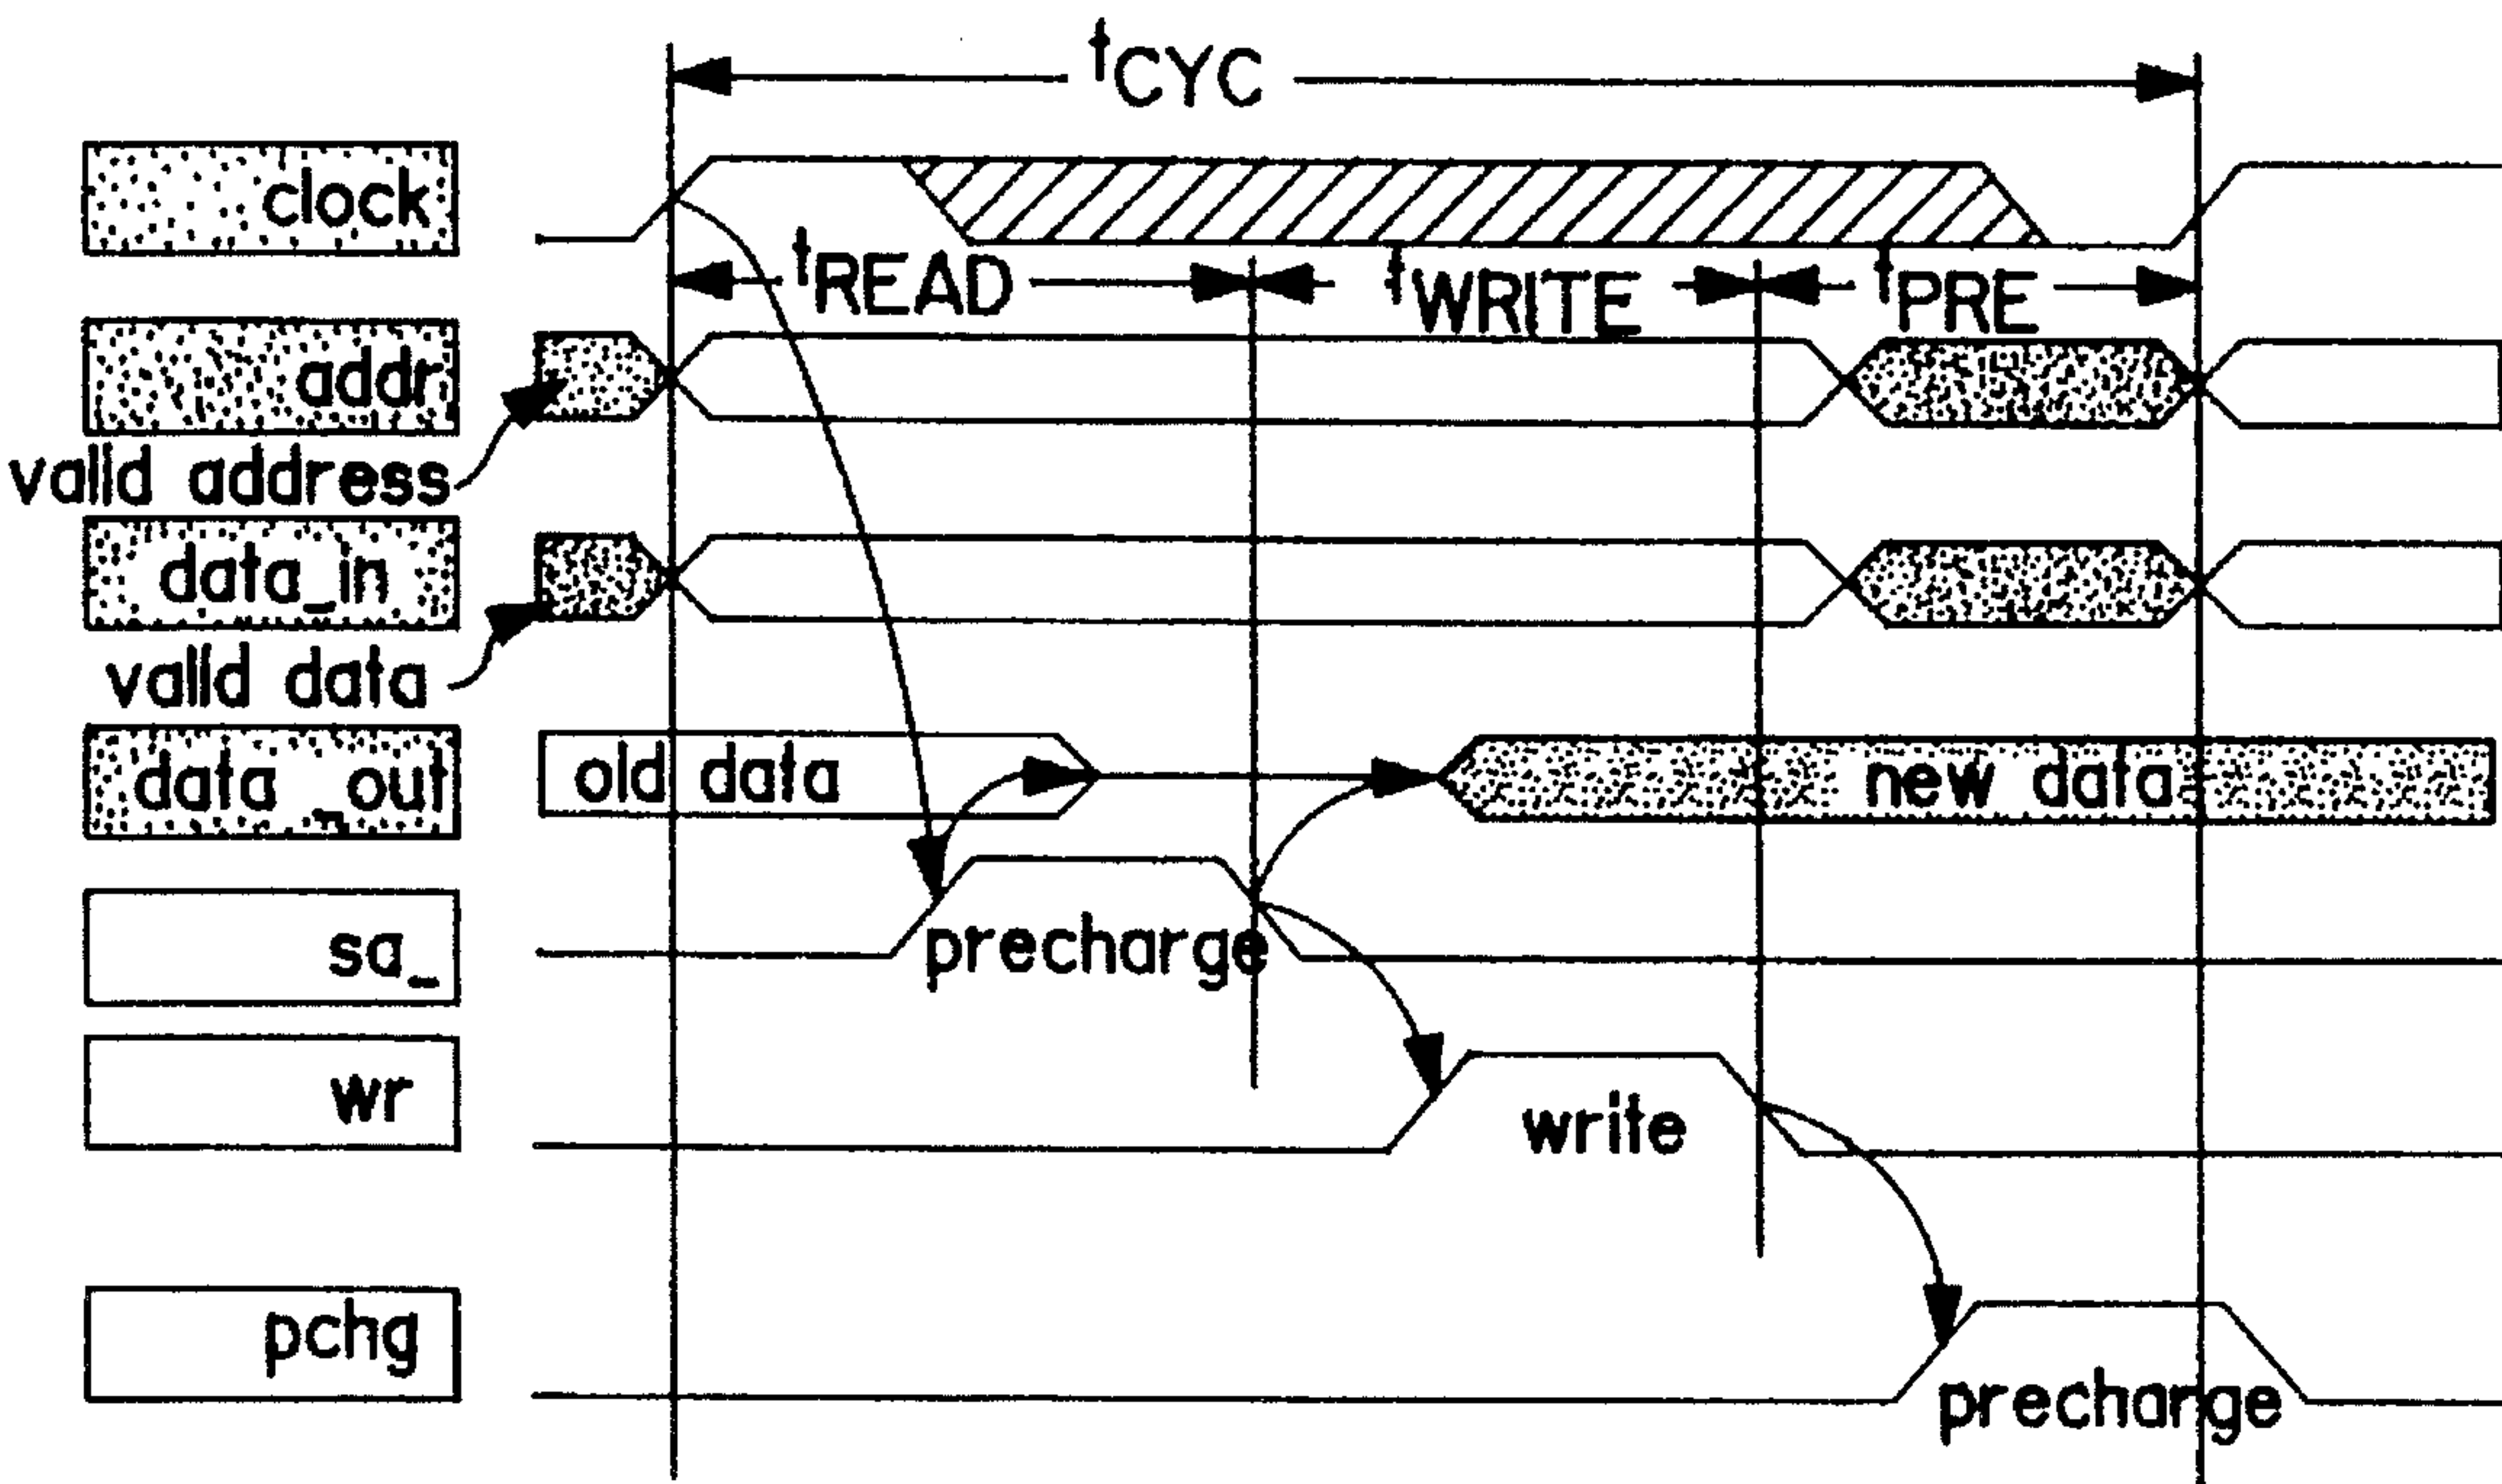 tCYC
clock
tREAD tWRITE tPRE
addr
valid address
data_in
valid data
data_out old data new data
sa_ precharge
wr write
pchg
precharge